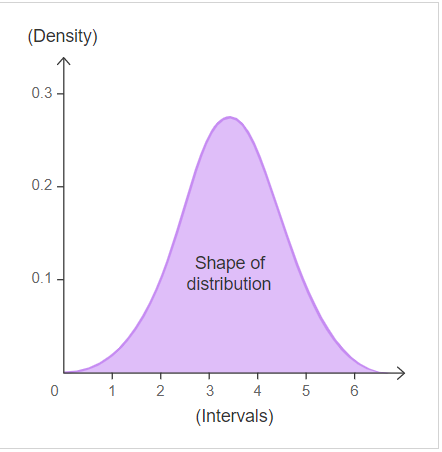 (Density)
0.3
0.2
Shape of
distribution
0.1
0 1 2 3 4 5 6
(Intervals)